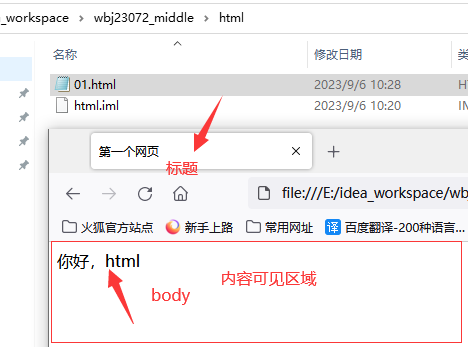 _workspace > wbj23072_middle > html
名称 修改日期
01.html 2023/9/6 10:28
html.iml 2023/9/6 10:20 IM
第一个网页
标题
file:///E:/idea_workspace/wb
火狐官方站点 新手上路 常用网址 译 百度翻译-200种语言...
你好，html
内容可见区域
body